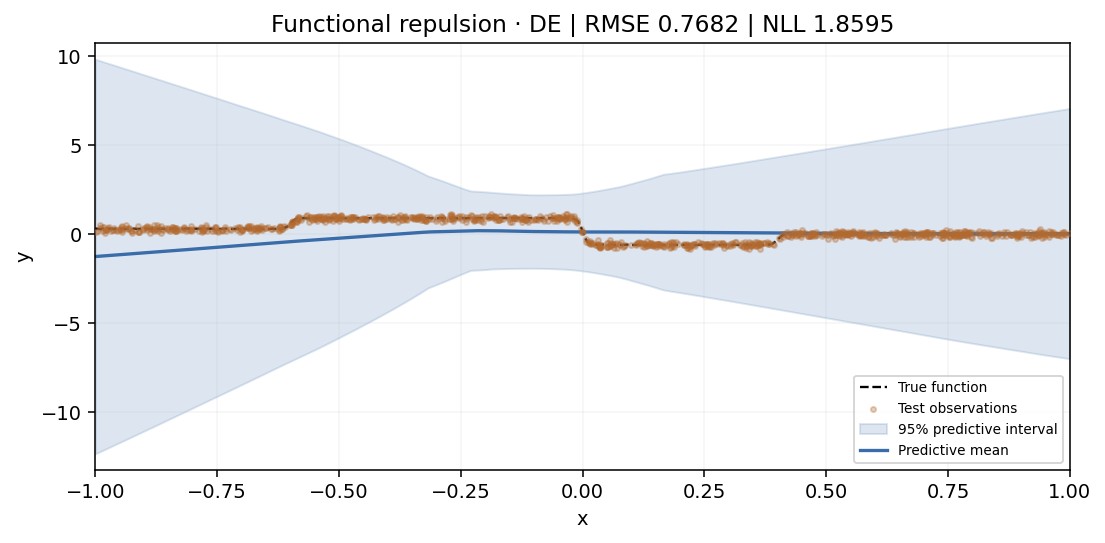 Functional repulsion · DE | RMSE 0.7682 | NLL 1.8595
10
5
0
−5
−10
y
−1.00
−0.75
−0.50
−0.25
0.00
0.25
0.50
0.75
1.00
x
True function
Test observations
95% predictive interval
Predictive mean